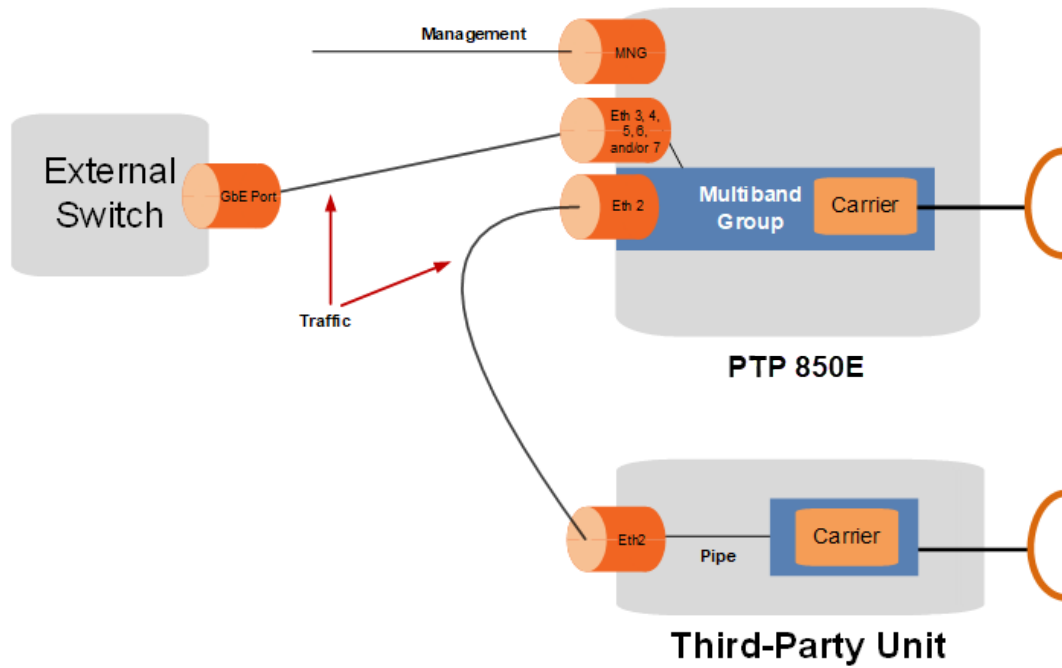 Management
MNG
Eth 3, 4,
5, 6,
and/or 7
External
Switch
GbE Port
Eth 2
Multiband
Group
Carrier
Traffic
PTP 850E
Eth2
Pipe
Carrier
Third-Party Unit